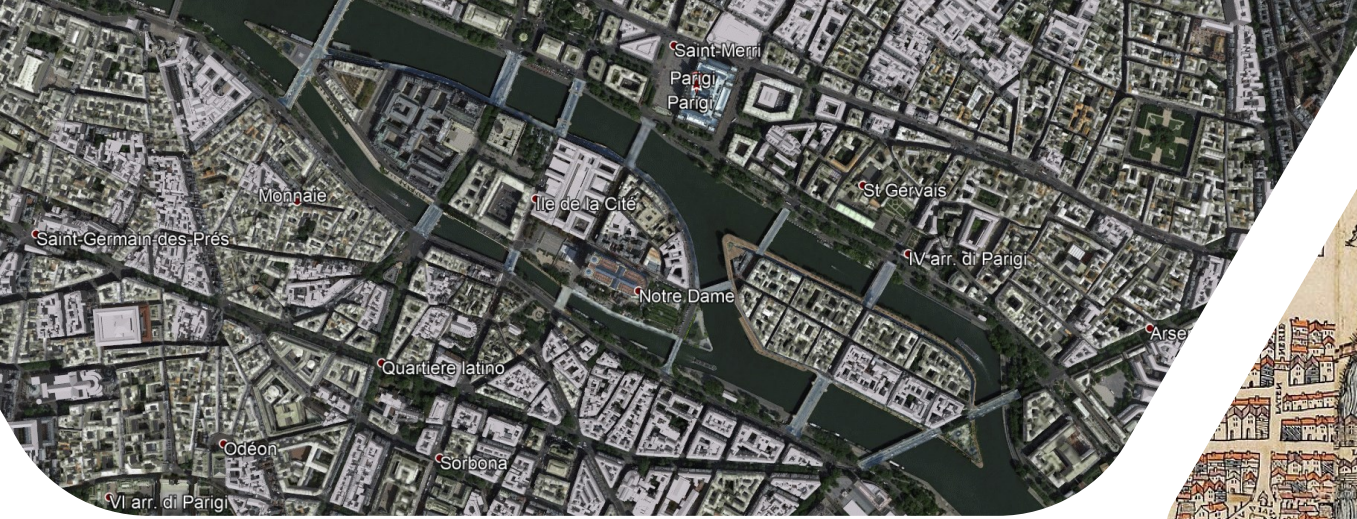 Saint-Merri
Parigi
Parigi
St Gervais
Monnaie
Île de la Cité
Saint-Germain-des-Prés
IV arr. di Parigi
Notre Dame
Arse
Quartiere latino
Odéon
Sorbona
VI arr. di Parigi